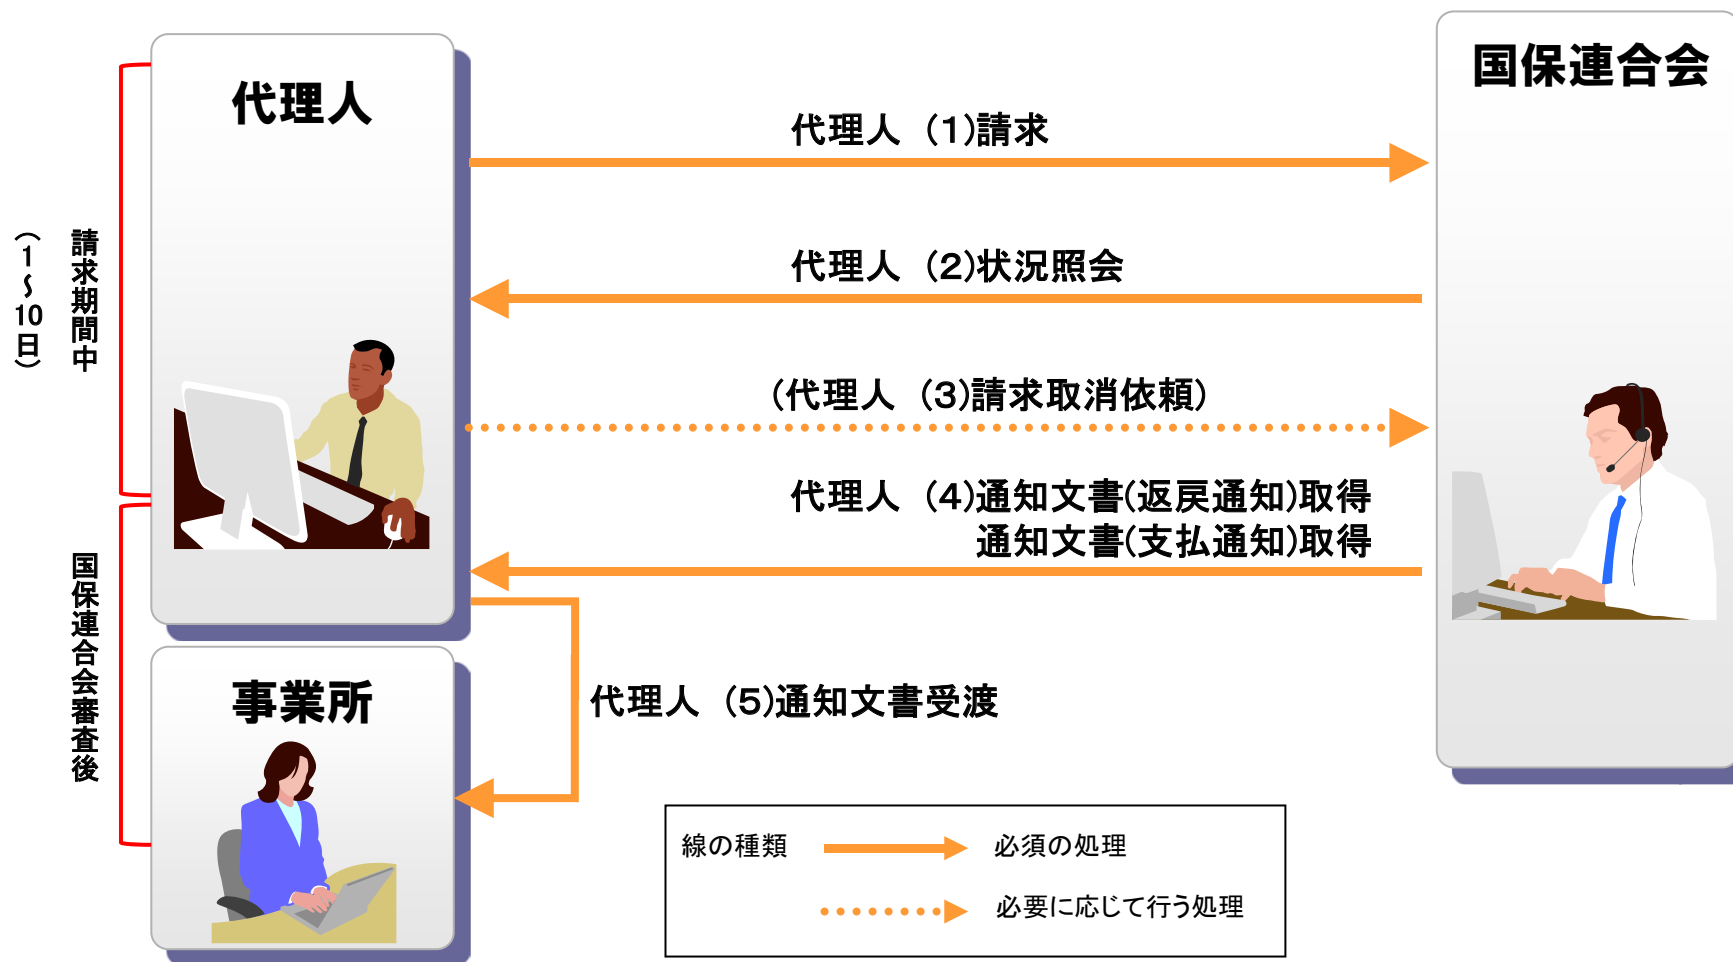 代理人
国保連合会
代理人 (1)請求
代理人 (2)状況照会
(代理人 (3)請求取消依頼)
代理人 (4)通知文書(返戻通知)取得
通知文書(支払通知)取得
請求期間中
(1~10日)
国保連合会審査後
事業所
代理人 (5)通知文書受渡
線の種類
必須の処理
必要に応じて行う処理